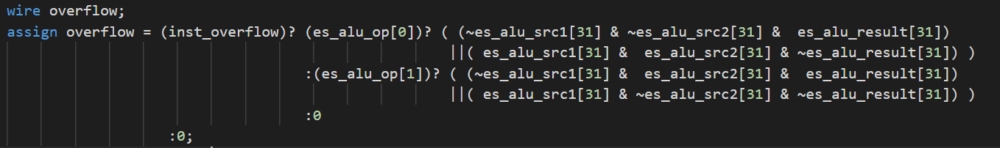 wire overflow;
assign overflow = (inst_overflow)? (es_alu_op[0])? ( (~es_alu_src1[31] & ~es_alu_src2[31] &  es_alu_result[31])
||( es_alu_src1[31] &  es_alu_src2[31] & ~es_alu_result[31]) )
:(es_alu_op[1])? ( (~es_alu_src1[31] &  es_alu_src2[31] &  es_alu_result[31])
||( es_alu_src1[31] & ~es_alu_src2[31] & ~es_alu_result[31]) )
:0
:0;